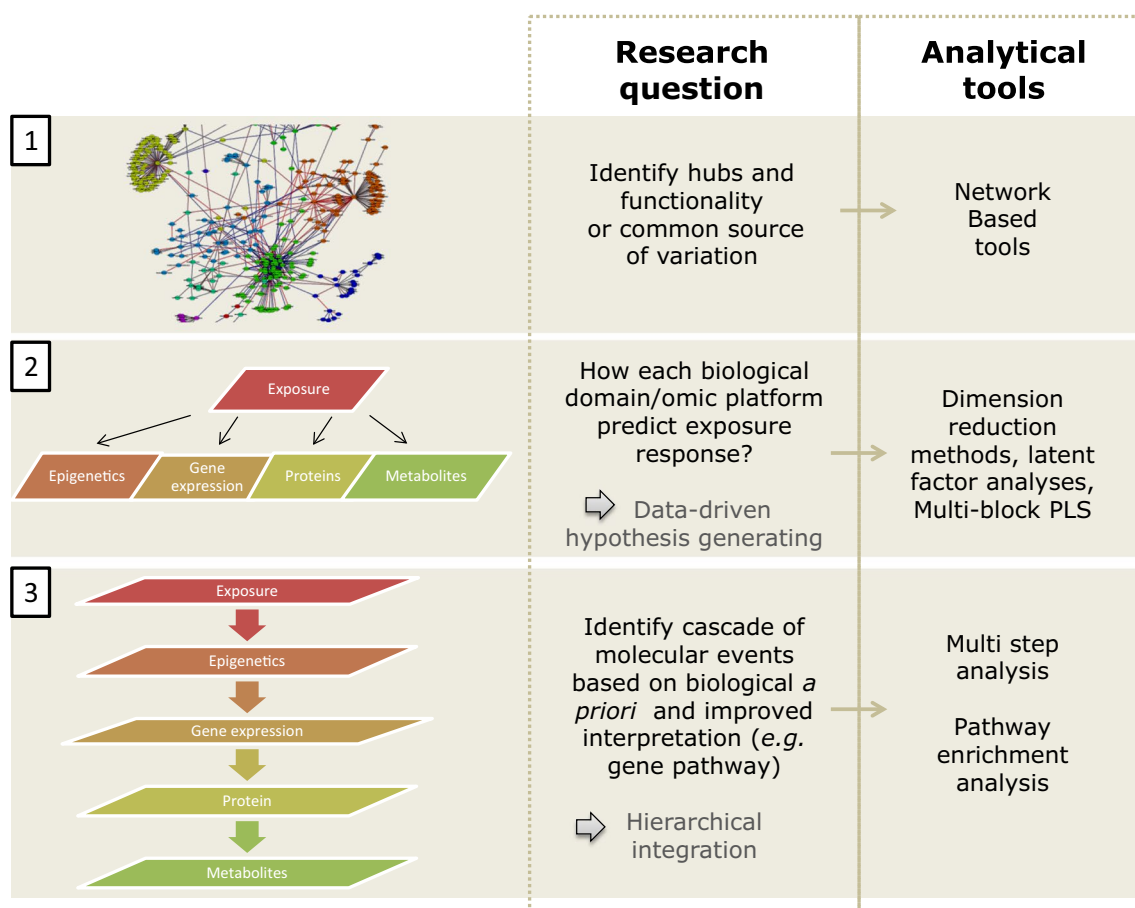 Research
question
Analytical
tools
1
Identify hubs and
functionality
or common source
of variation
Network
Based
tools
2
Exposure
Epigenetics
Gene
expression
Proteins
Metabolites
How each biological
domain/omic platform
predict exposure
response?
Data-driven
hypothesis generating
Dimension
reduction
methods, latent
factor analyses,
Multi-block PLS
3
Exposure
Epigenetics
Gene expression
Protein
Metabolites
Identify cascade of
molecular events
based on biological a
priori and improved
interpretation (e.g.
gene pathway)
Hierarchical
integration
Multi step
analysis
Pathway
enrichment
analysis